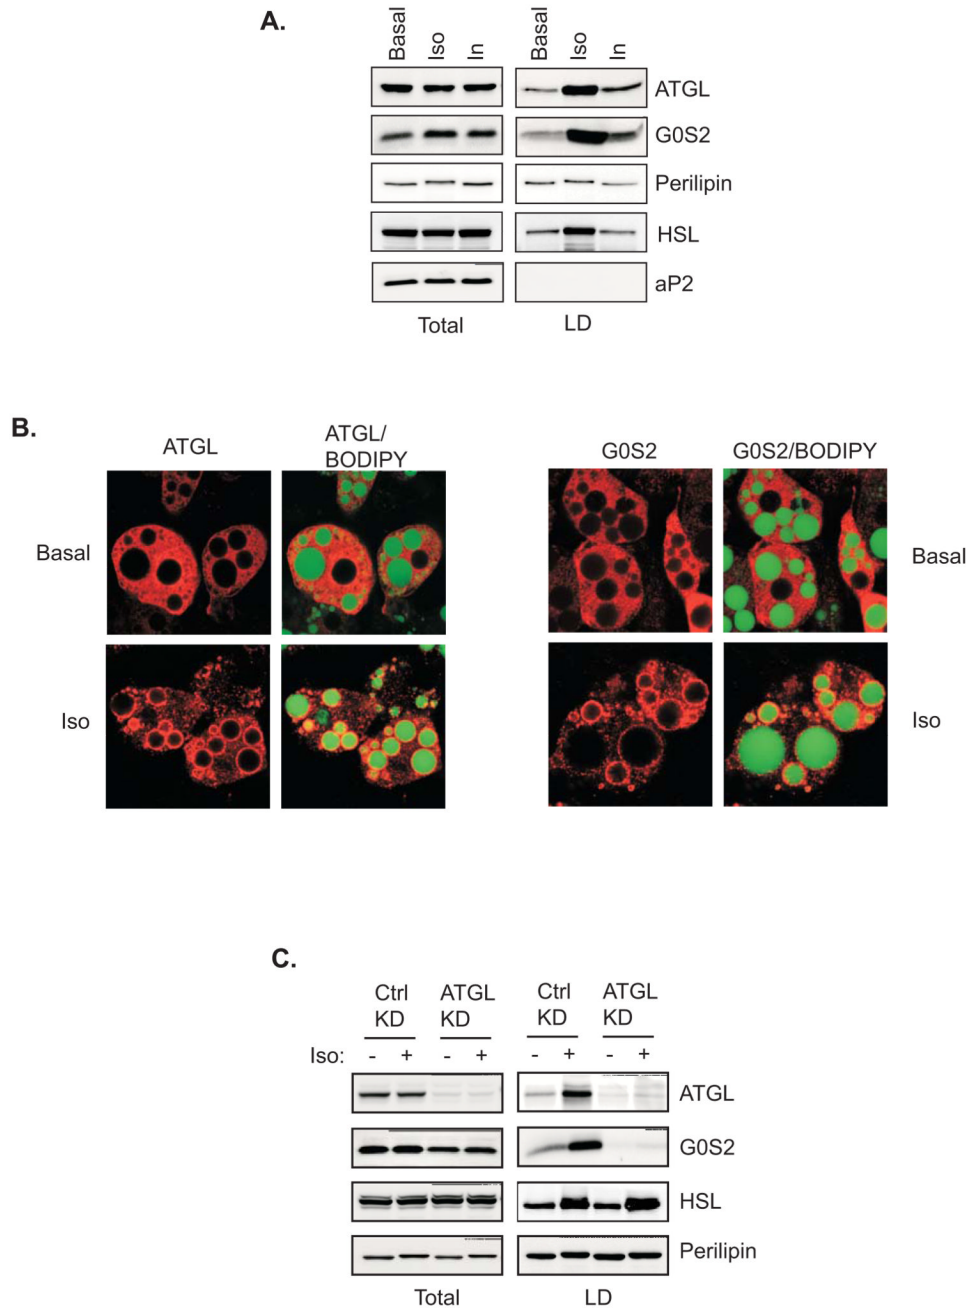 A.
Basal Iso In Basal Iso In
ATGL
G0S2
Perilipin
HSL
aP2
Total LD
B.
ATGL
ATGL/
BODIPY
G0S2 G0S2/BODIPY
Basal Basal
Iso Iso
C.
Ctrl ATGL Ctrl ATGL
KD KD KD KD
Iso: - + - + - + - +
ATGL
G0S2
HSL
Perilipin
Total LD